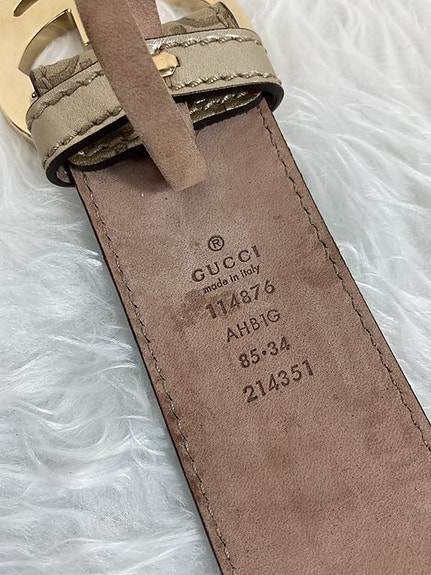 ®
GUCCI
made in italy
114876
AHB1G
85·34
214351